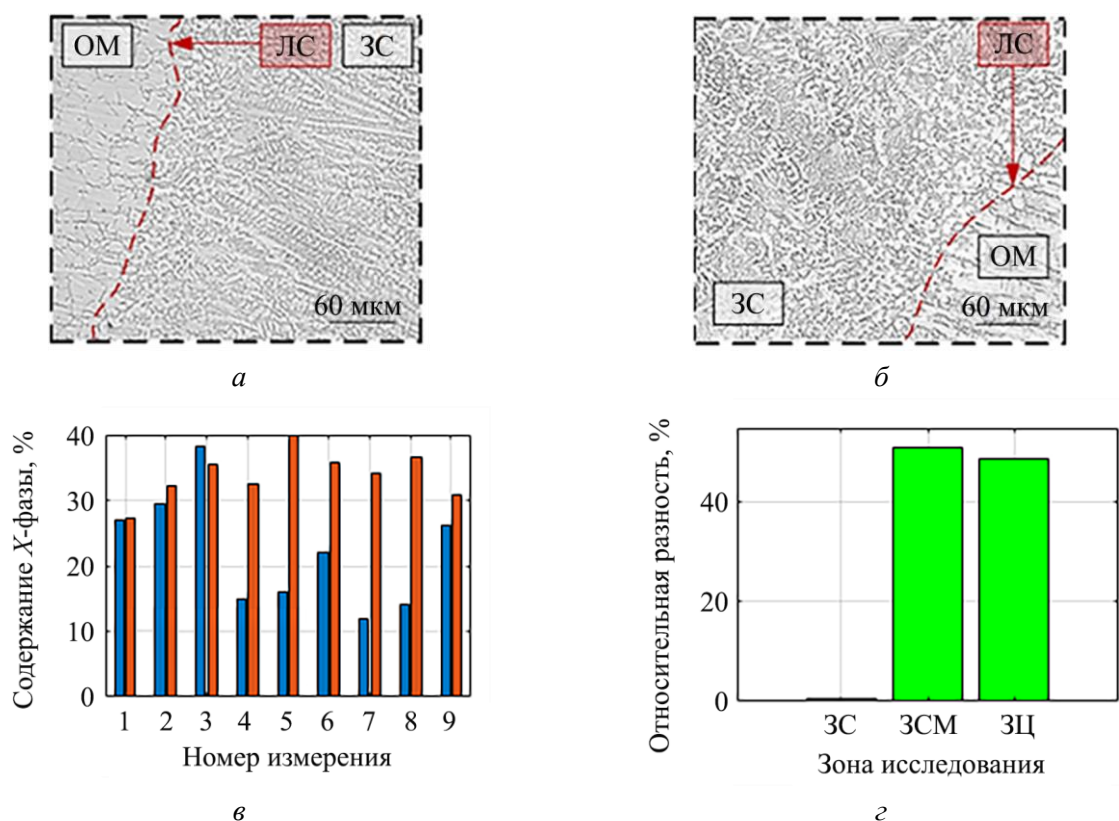 ОМ ЛС ЗС
60 мкм
а
ЛС
ОМ
ЗС
60 мкм
б
Содержание X-фазы, %
40
30
20
10
0
1 2 3 4 5 6 7 8 9
Номер измерения
в
Относительная разность, %
40
20
0
ЗС ЗСМ ЗЦ
Зона исследования
г